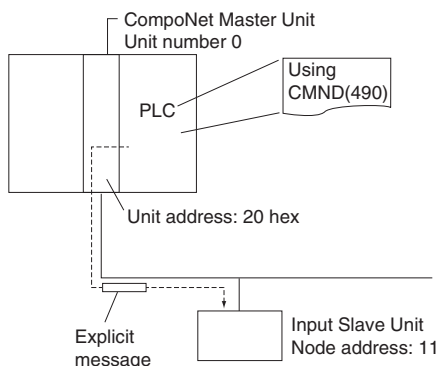 CompoNet Master Unit
Unit number 0
Using
CMND(490)
PLC
Unit address: 20 hex
Explicit
message
Input Slave Unit
Node address: 11